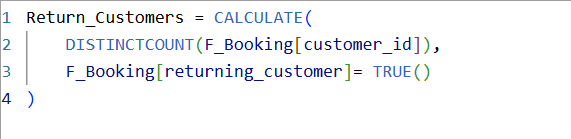 1 Return_Customers = CALCULATE(
2 DISTINCTCOUNT(F_Booking[customer_id]),
3 F_Booking[returning_customer]= TRUE()
4 )